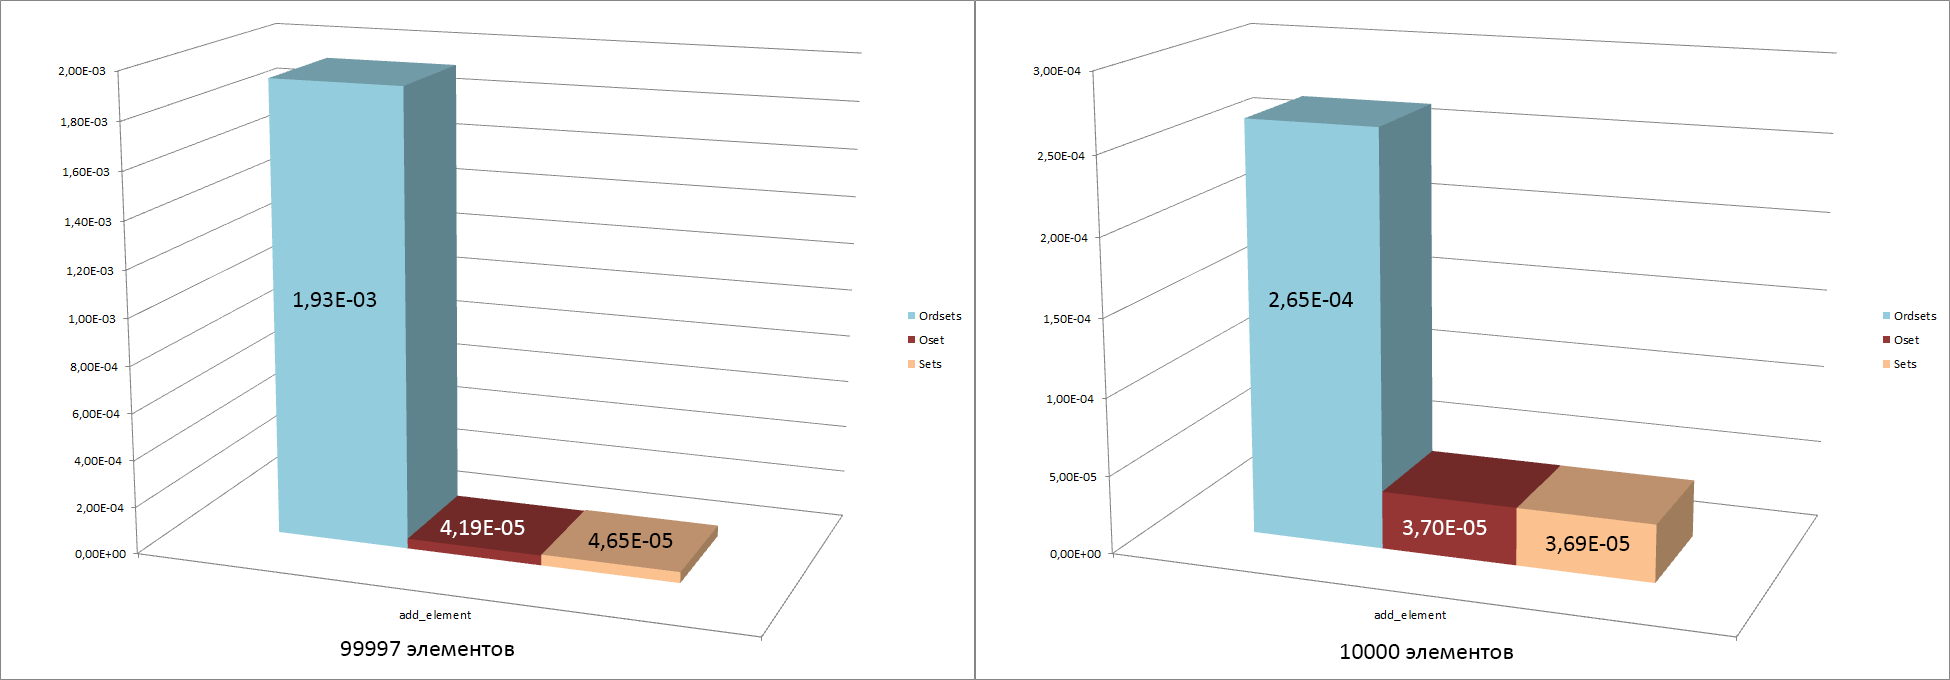 2,00E-03
1,80E-03
1,60E-03
1,40E-03
1,20E-03
1,00E-03
8,00E-04
6,00E-04
4,00E-04
2,00E-04
0,00E+00
1,93E-03
4,19E-05
4,65E-05
Ordsets
Oset
Sets
add_element
99997 элементов
3,00E-04
2,50E-04
2,00E-04
1,50E-04
1,00E-04
5,00E-05
0,00E+00
2,65E-04
3,70E-05
3,69E-05
Ordsets
Oset
Sets
add_element
10000 элементов